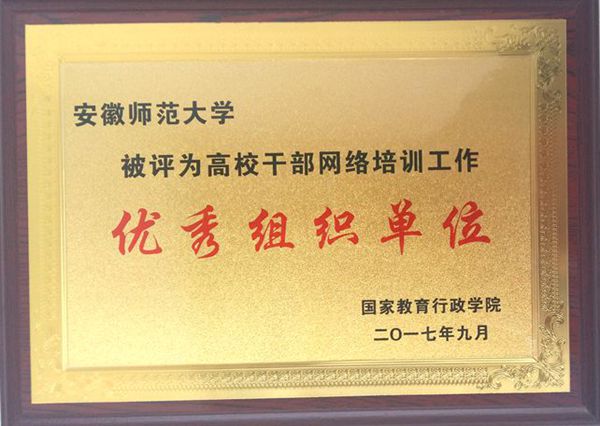 安徽师范大学
被评为高校干部网络培训工作
优秀组织单位
国家教育行政学院
二〇一七年九月